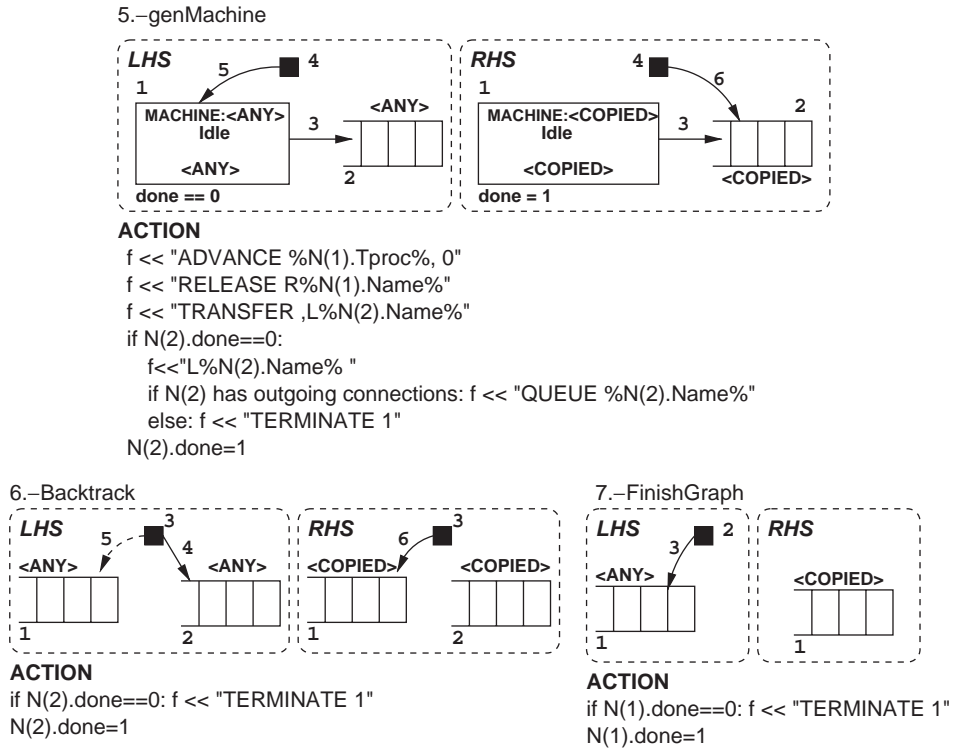 5.–genMachine
LHS
5
4
1
MACHINE:<ANY>
Idle
<ANY>
done == 0
3
<ANY>
2
RHS
4
6
1
MACHINE:<COPIED>
Idle
<COPIED>
done = 1
3
2
<COPIED>
ACTION
f << "ADVANCE %N(1).Tproc%, 0"
f << "RELEASE R%N(1).Name%"
f << "TRANSFER ,L%N(2).Name%"
if N(2).done==0:
f<<"L%N(2).Name% "
if N(2) has outgoing connections: f << "QUEUE %N(2).Name%"
else: f << "TERMINATE 1"
N(2).done=1
6.–Backtrack
LHS
5
3
4
<ANY>
<ANY>
1
2
RHS
3
6
<COPIED>
<COPIED>
1
2
ACTION
if N(2).done==0: f << "TERMINATE 1"
N(2).done=1
7.–FinishGraph
LHS
2
3
<ANY>
1
RHS
<COPIED>
1
ACTION
if N(1).done==0: f << "TERMINATE 1"
N(1).done=1